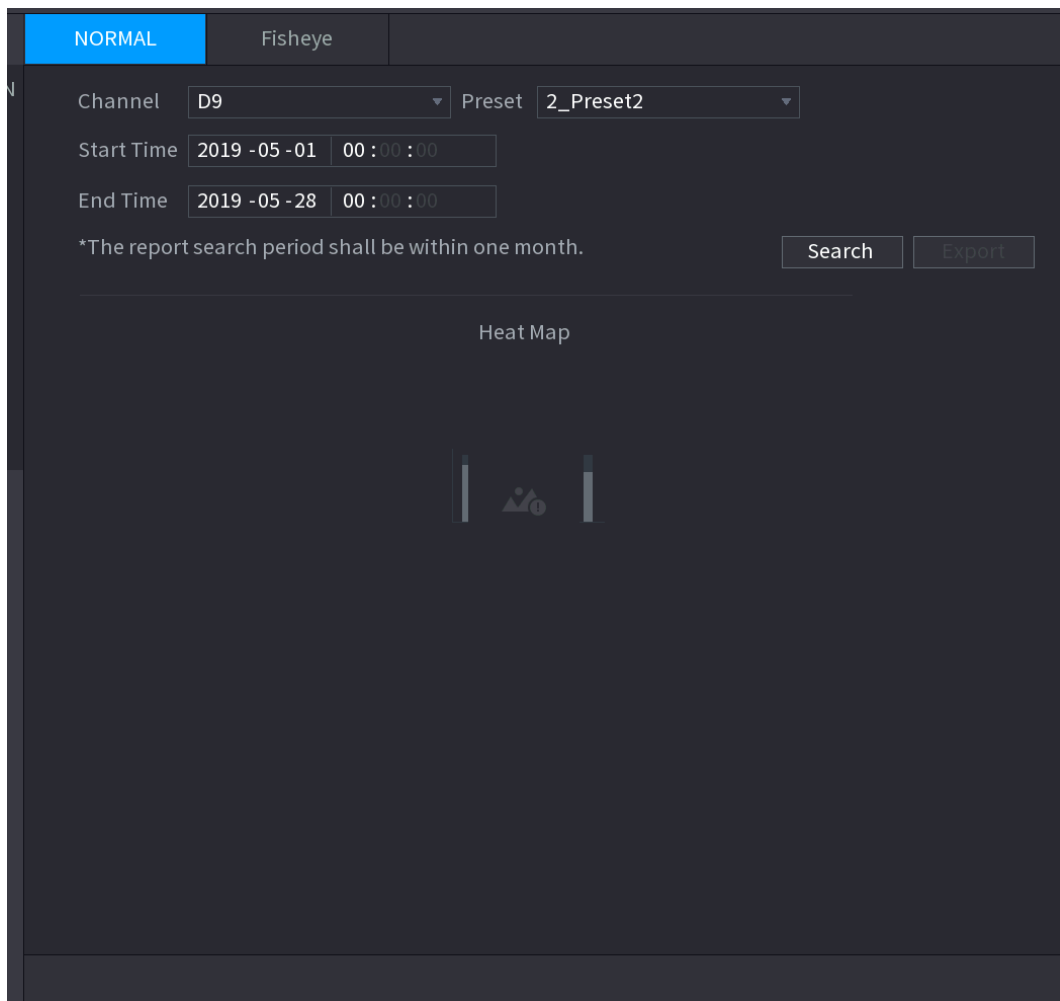 NORMAL Fisheye
N
Channel D9 Preset 2_Preset2
Start Time 2019 -05 -01 00 :00 :00
End Time 2019 -05 -28 00 :00 :00
*The report search period shall be within one month.
Search Export
Heat Map